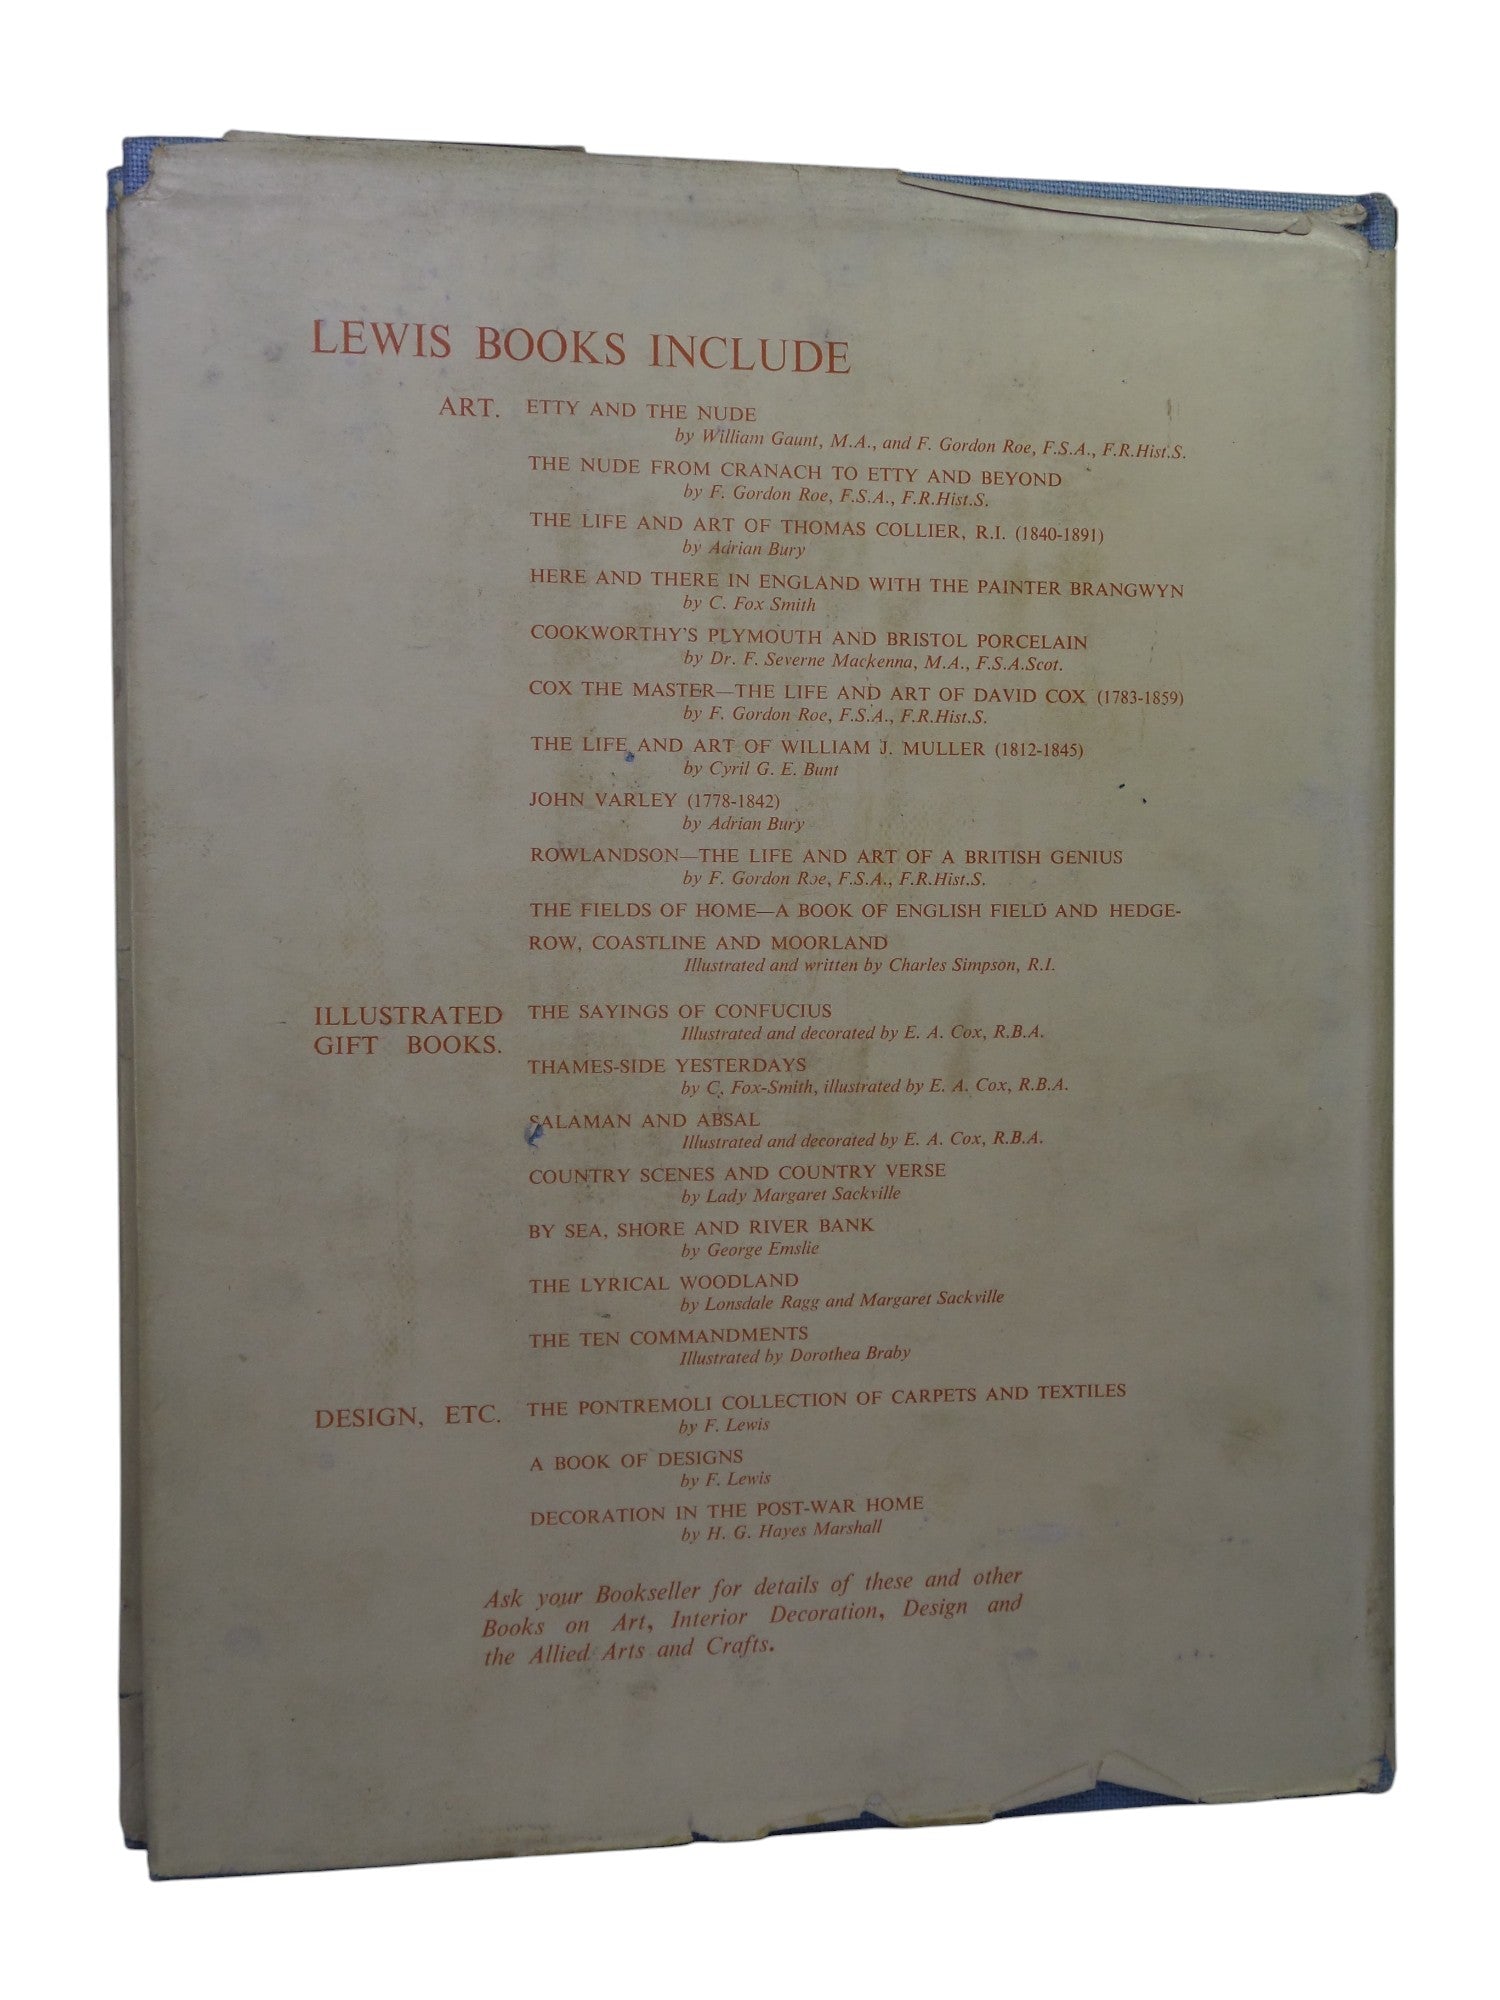 LEWIS BOOKS INCLUDE
ART. ETTY AND THE NUDE
by William Gaunt, M.A., and F. Gordon Roe, F.S.A., F.R.Hist.S.
THE NUDE FROM CRANACH TO ETTY AND BEYOND
by F. Gordon Roe, F.S.A., F.R.Hist.S.
THE LIFE AND ART OF THOMAS COLLIER, R.I. (1840-1891)
by Adrian Bury
HERE AND THERE IN ENGLAND WITH THE PAINTER BRANGWYN
by C. Fox Smith
COOKWORTHY'S PLYMOUTH AND BRISTOL PORCELAIN
by Dr. F. Severne Mackenna, M.A., F.S.A.Scot.
COX THE MASTER—THE LIFE AND ART OF DAVID COX (1783-1859)
by F. Gordon Roe, F.S.A., F.R.Hist.S.
THE LIFE AND ART OF WILLIAM J. MULLER (1812-1845)
by Cyril G. E. Bunt
JOHN VARLEY (1778-1842)
by Adrian Bury
ROWLANDSON—THE LIFE AND ART OF A BRITISH GENIUS
by F. Gordon Roe, F.S.A., F.R.Hist.S.
THE FIELDS OF HOME—A BOOK OF ENGLISH FIELD AND HEDGE-
ROW, COASTLINE AND MOORLAND
Illustrated and written by Charles Simpson, R.I.
ILLUSTRATED THE SAYINGS OF CONFUCIUS
GIFT BOOKS. Illustrated and decorated by E. A. Cox, R.B.A.
THAMES-SIDE YESTERDAYS
by C. Fox-Smith, illustrated by E. A. Cox, R.B.A.
SALAMAN AND ABSAL
Illustrated and decorated by E. A. Cox, R.B.A.
COUNTRY SCENES AND COUNTRY VERSE
by Lady Margaret Sackville
BY SEA, SHORE AND RIVER BANK
by George Emslie
THE LYRICAL WOODLAND
by Lonsdale Ragg and Margaret Sackville
THE TEN COMMANDMENTS
Illustrated by Dorothea Braby
DESIGN, ETC. THE PONTREMOLI COLLECTION OF CARPETS AND TEXTILES
by F. Lewis
A BOOK OF DESIGNS
by F. Lewis
DECORATION IN THE POST-WAR HOME
by H. G. Hayes Marshall
Ask your Bookseller for details of these and other
Books on Art, Interior Decoration, Design and
the Allied Arts and Crafts.